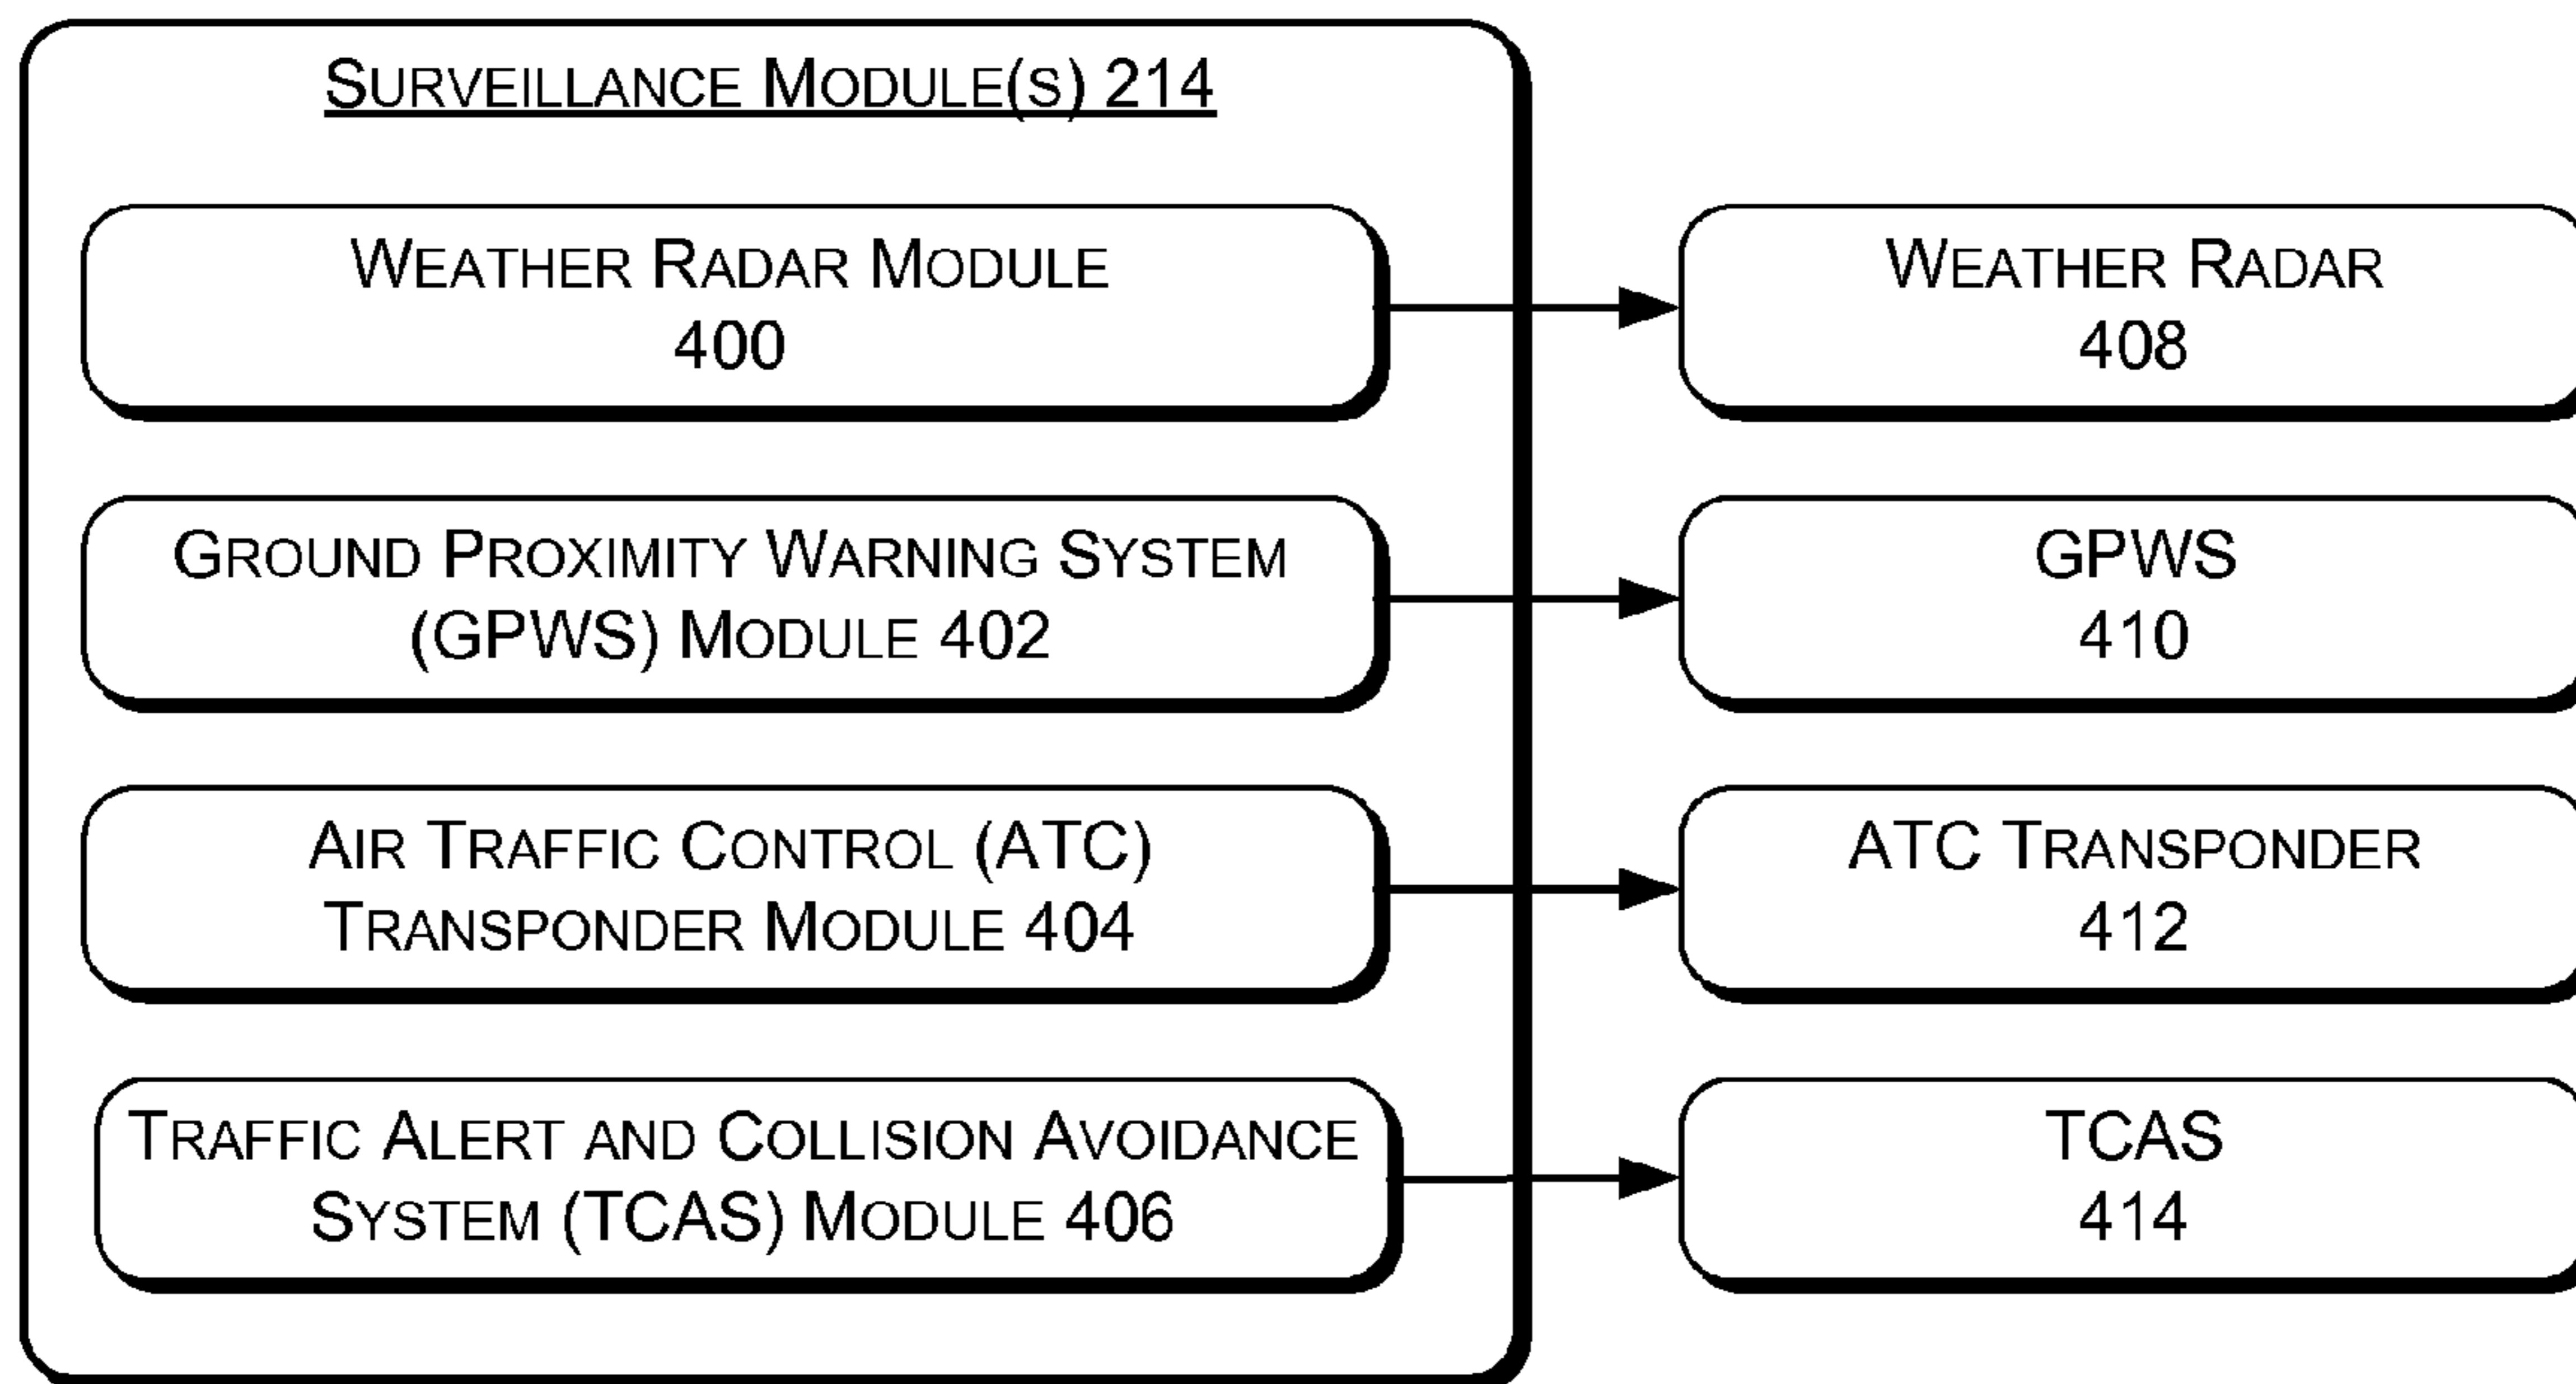 SURVEILLANCE MODULE(S) 214
WEATHER RADAR MODULE
400
WEATHER RADAR
408
GROUND PROXIMITY WARNING SYSTEM
(GPWS) MODULE 402
GPWS
410
AIR TRAFFIC CONTROL (ATC)
TRANSPONDER MODULE 404
ATC TRANSPONDER
412
TRAFFIC ALERT AND COLLISION AVOIDANCE
SYSTEM (TCAS) MODULE 406
TCAS
414